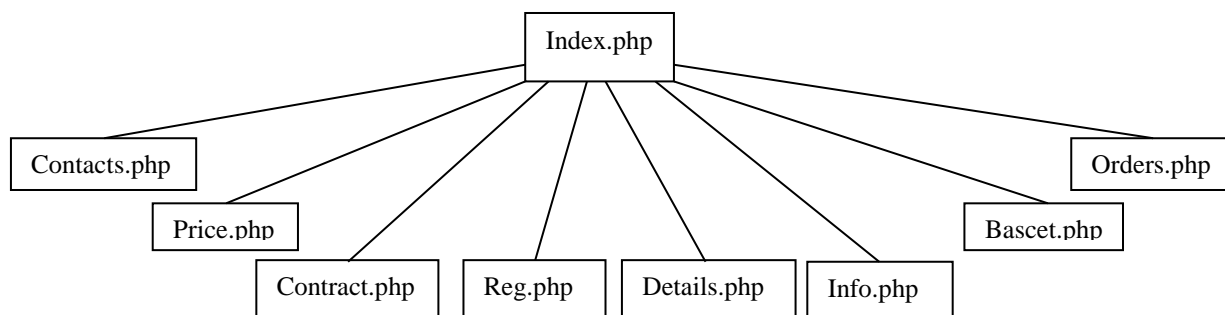 Index.php
Contacts.php
Orders.php
Price.php
Bascet.php
Contract.php
Reg.php
Details.php
Info.php